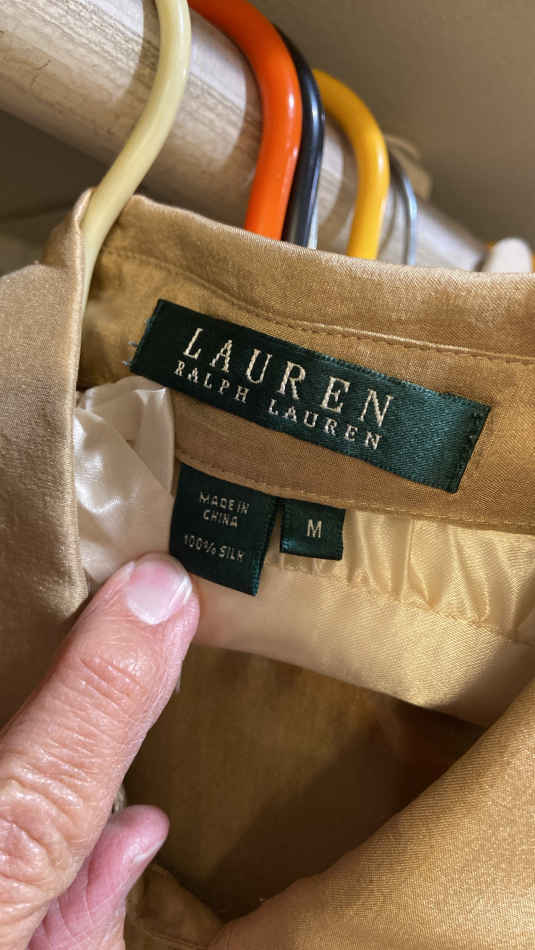 LAUREN
RALPH LAUREN
MADE IN
CHINA
100% SILK
M